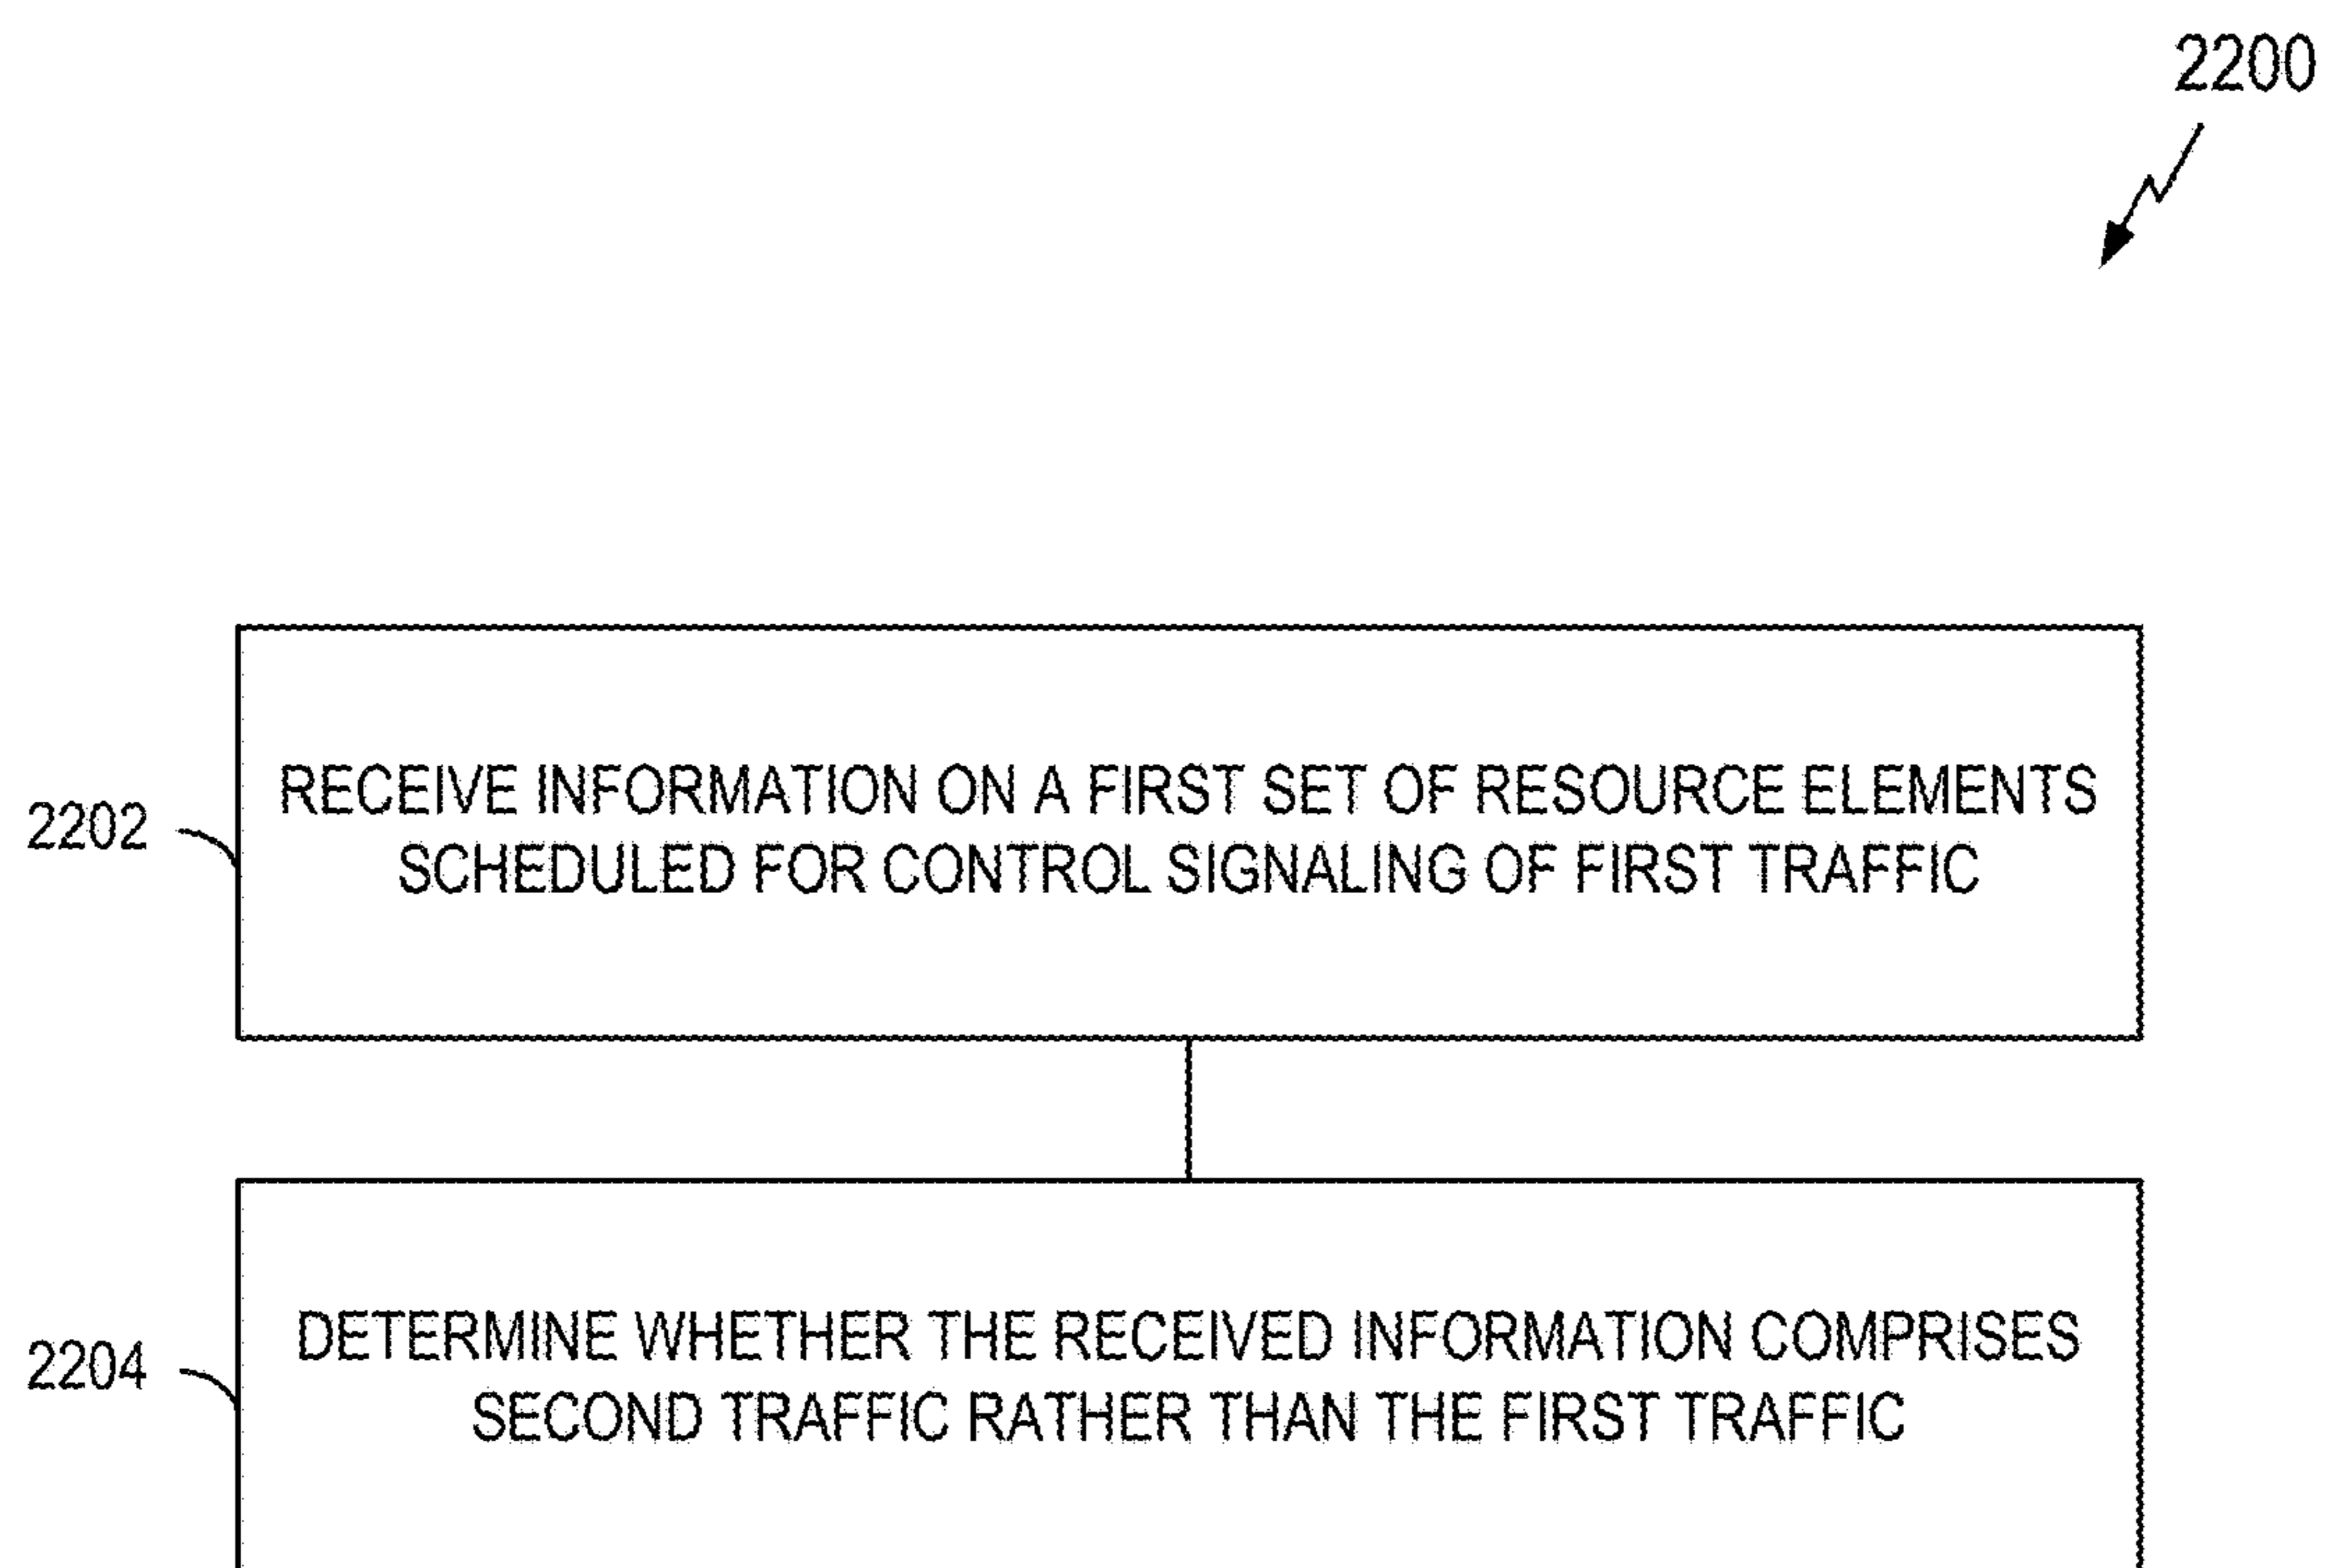 2200
2202
RECEIVE INFORMATION ON A FIRST SET OF RESOURCE ELEMENTS
SCHEDULED FOR CONTROL SIGNALING OF FIRST TRAFFIC
2204
DETERMINE WHETHER THE RECEIVED INFORMATION COMPRISES
SECOND TRAFFIC RATHER THAN THE FIRST TRAFFIC